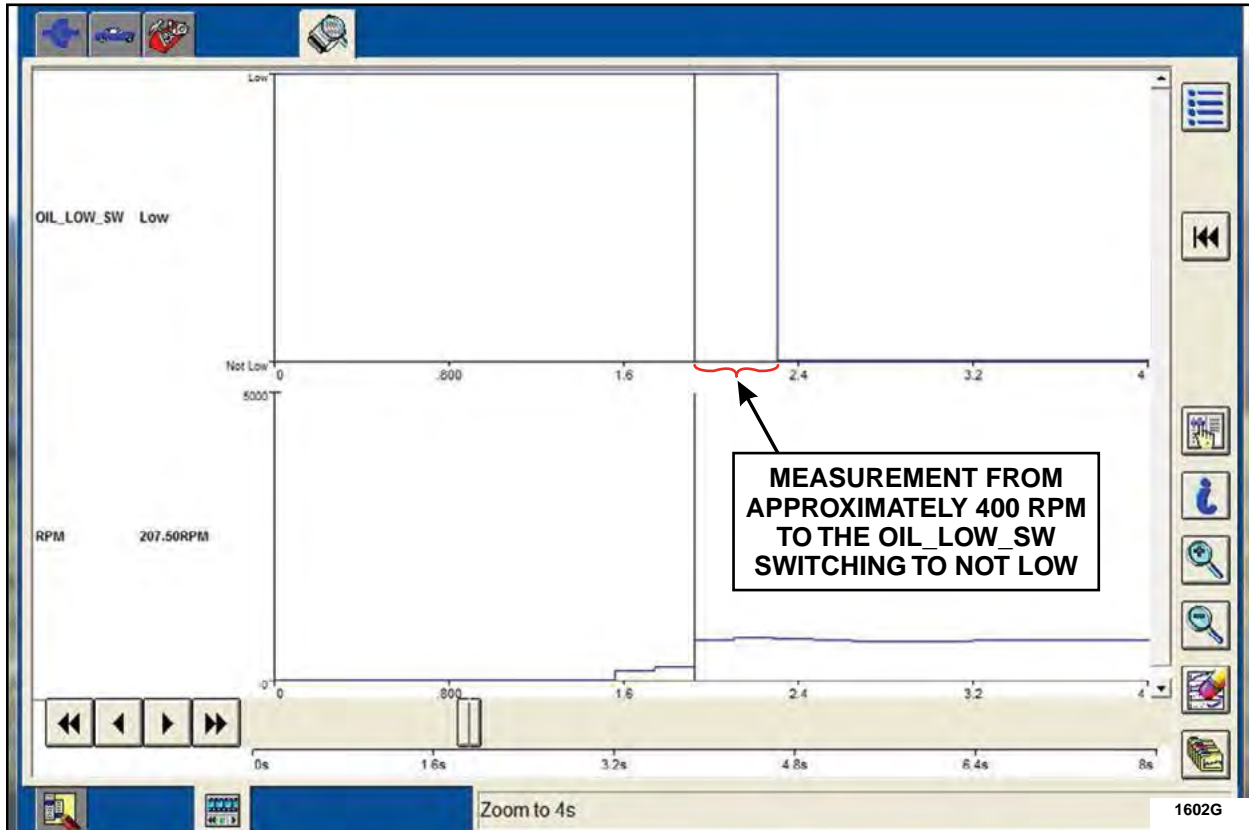 Low
OIL_LOW_SW Low
Not Low
0 .800 1.6 2.4 3.2 4
5000
MEASUREMENT FROM
APPROXIMATELY 400 RPM
TO THE OIL_LOW_SW
SWITCHING TO NOT LOW
RPM 207.50RPM
0
0 .800 1.6 2.4 3.2 4
0s 1.6s 3.2s 4.8s 6.4s 8s
Zoom to 4s
1602G